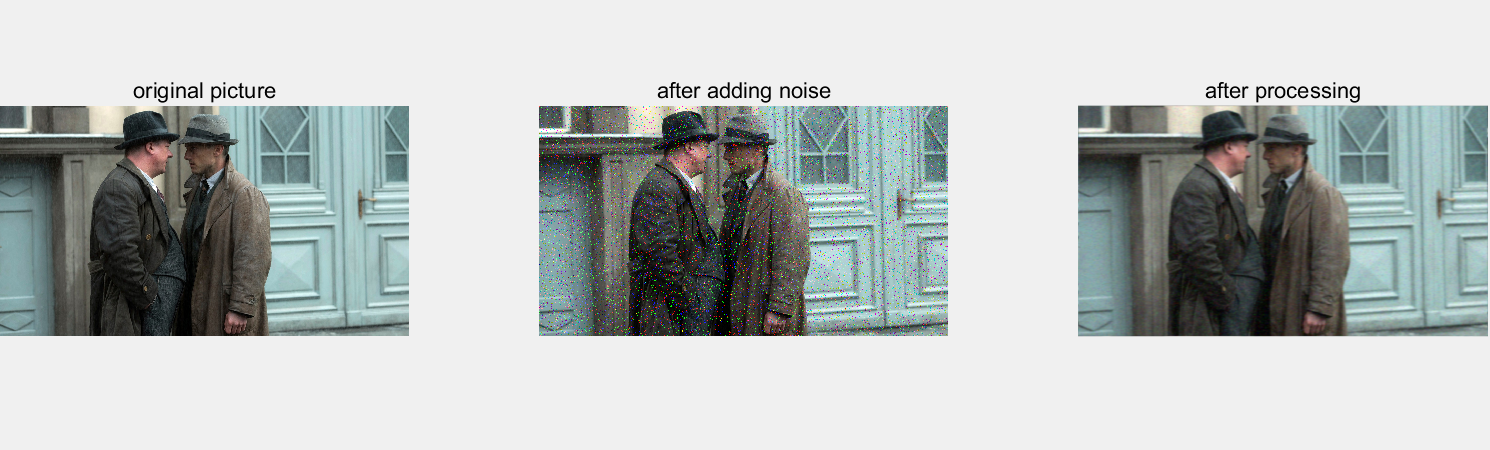 original picture
after adding noise
after processing